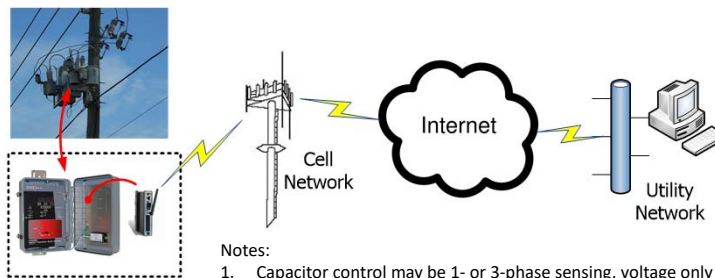 Internet
Cell
Network
Utility
Network
Notes:
1. Capacitor control may be 1- or 3-phase sensing, voltage only